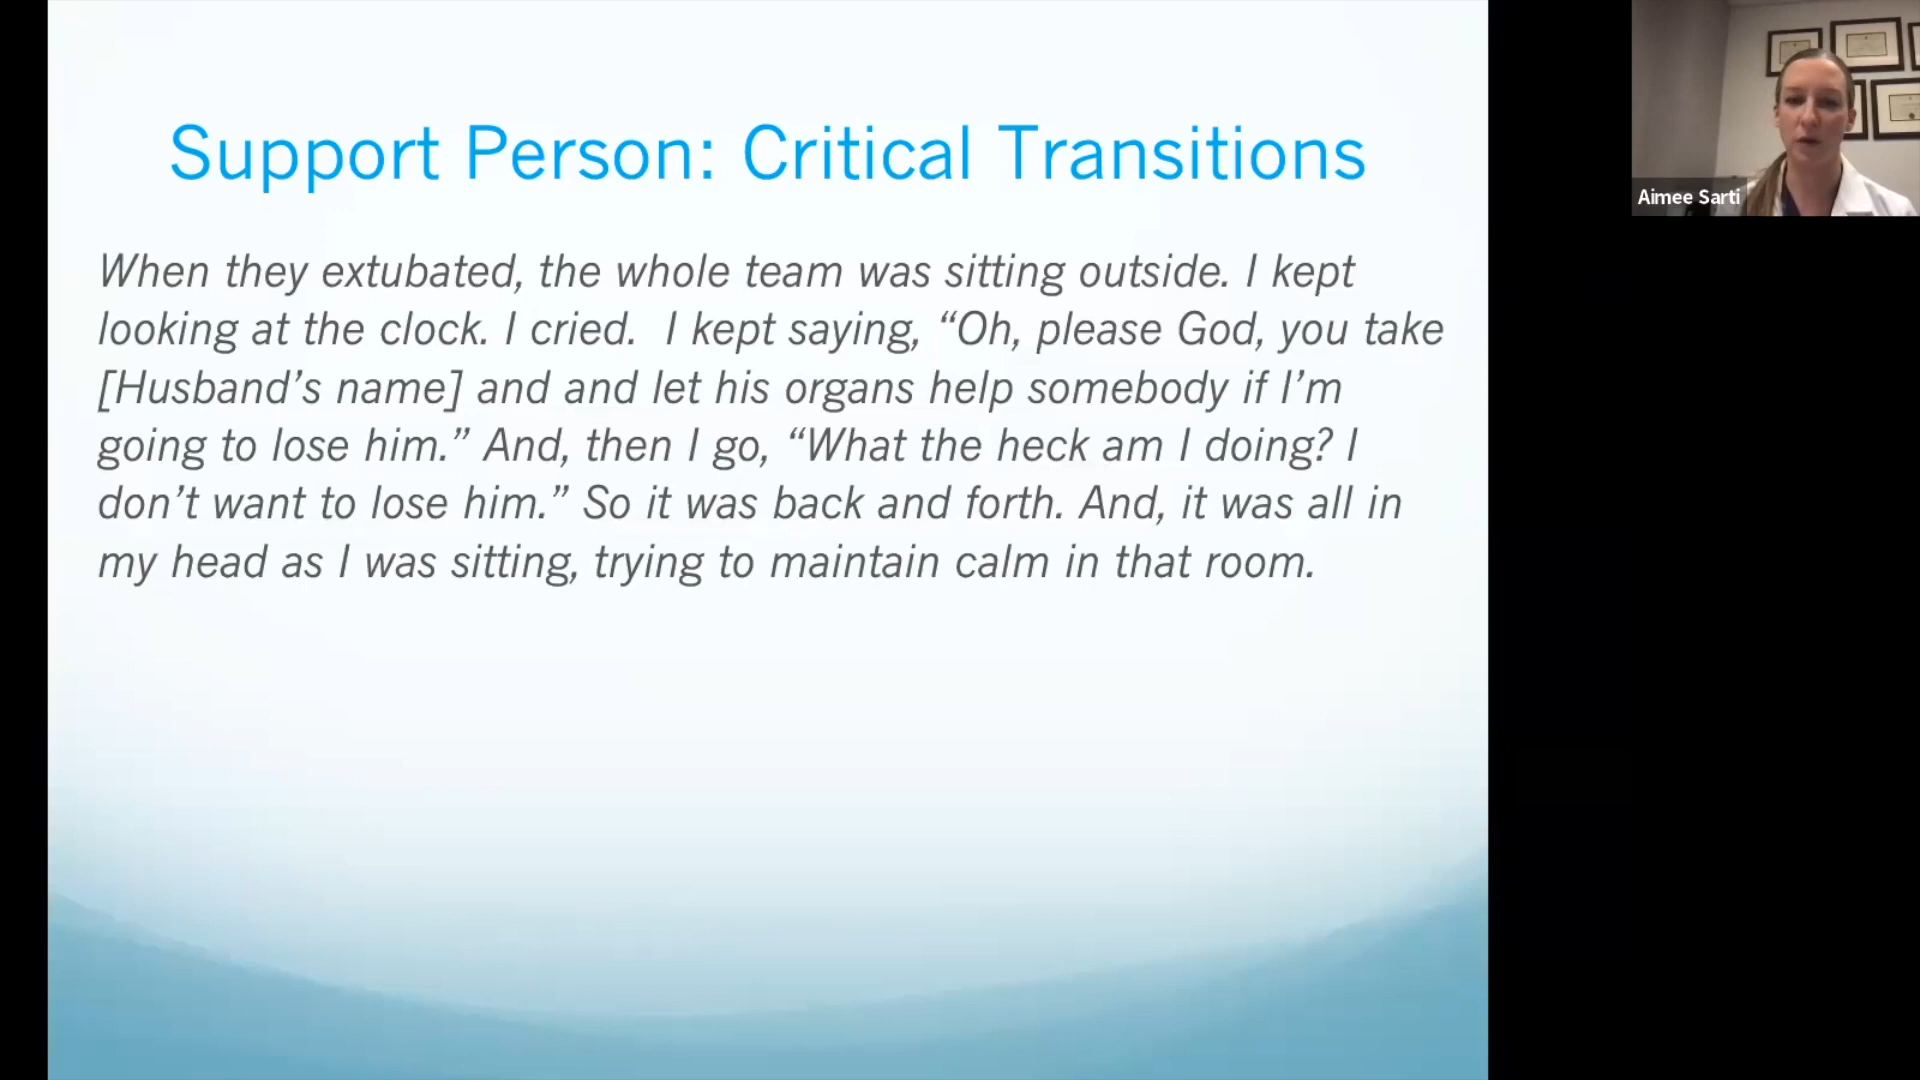 Support Person: Critical Transitions
When they extubated, the whole team was sitting outside. I kept
looking at the clock. I cried.  I kept saying, “Oh, please God, you take
[Husband’s name] and and let his organs help somebody if I’m
going to lose him.” And, then I go, “What the heck am I doing? I
don’t want to lose him.” So it was back and forth. And, it was all in
my head as I was sitting, trying to maintain calm in that room.
Aimee Sarti